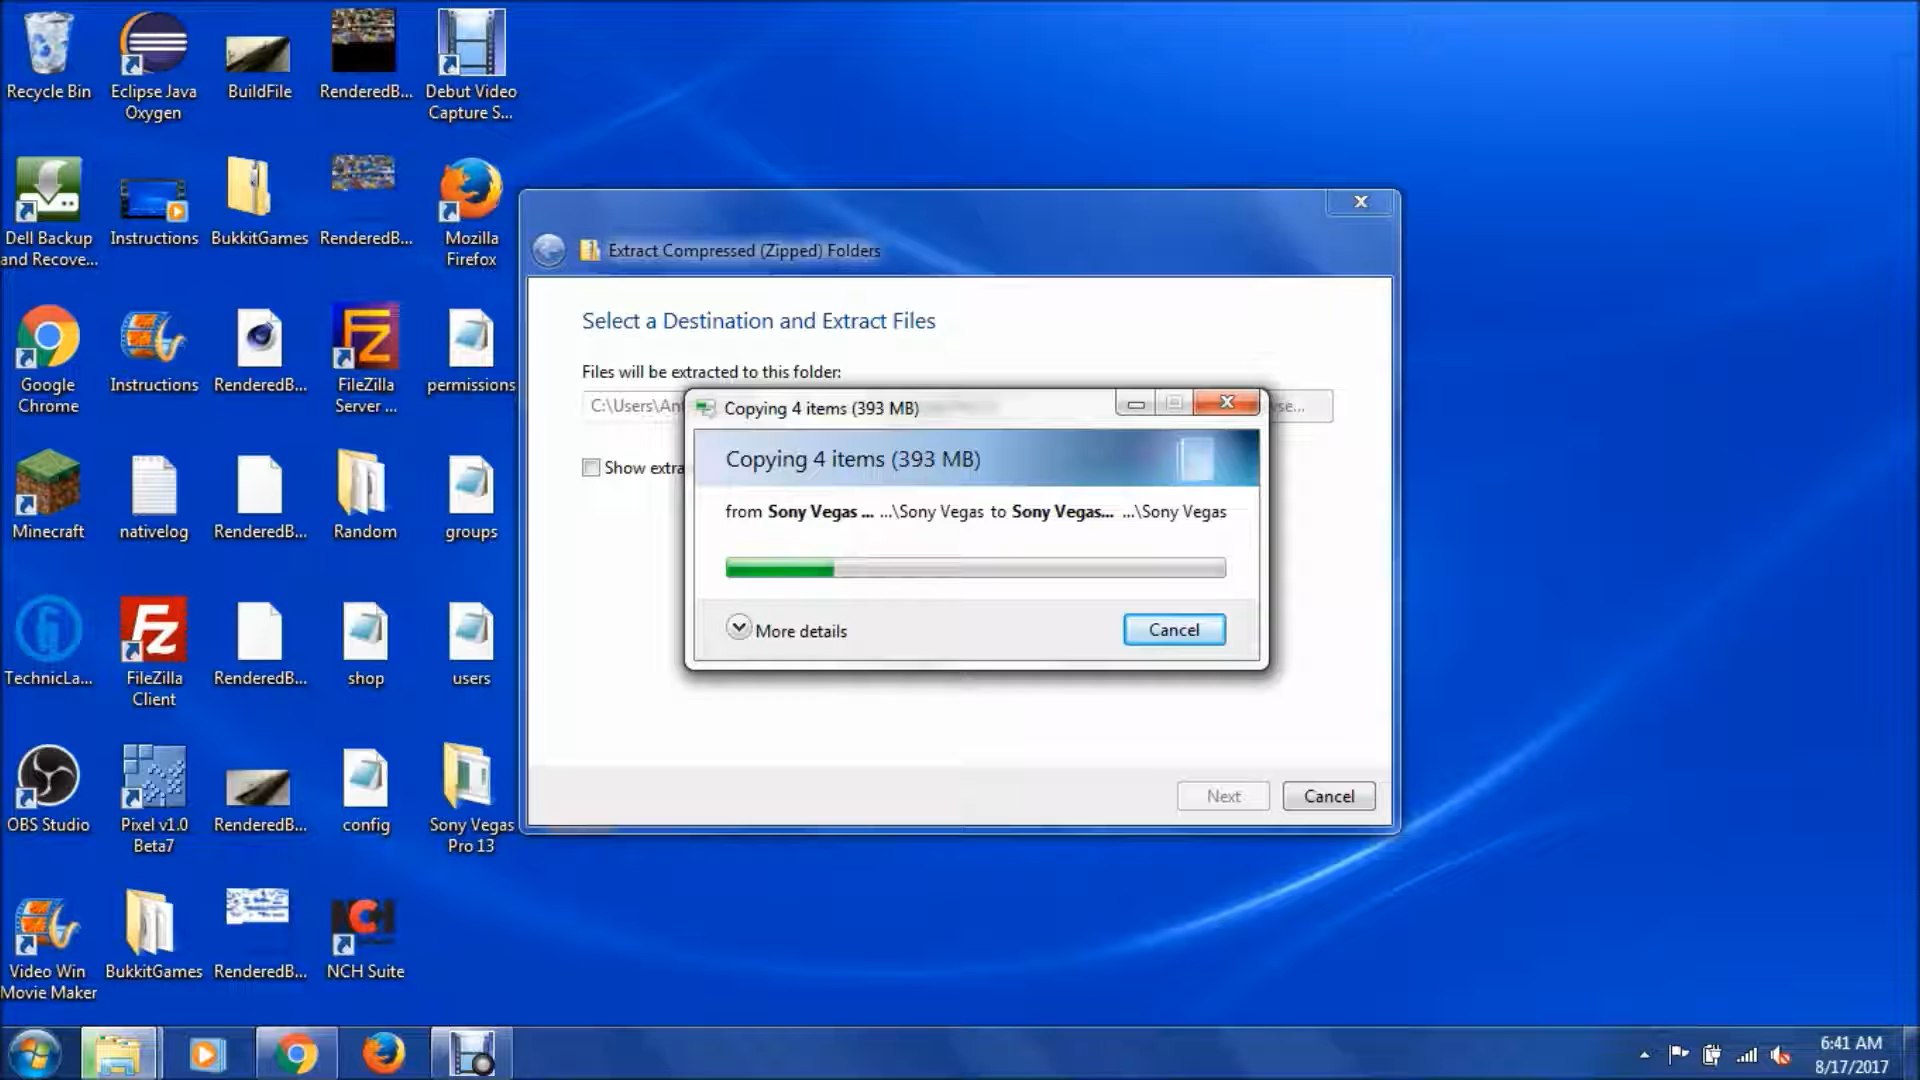 Recycle Bin
Eclipse Java
Oxygen
BuildFile
RenderedB...
Debut Video
Capture S...
Dell Backup
and Recove...
Instructions
BukkitGames
RenderedB...
Mozilla
Firefox
Google
Chrome
Instructions
RenderedB...
FileZilla
Server ...
permissions
Minecraft
nativelog
RenderedB...
Random
groups
TechnicLa...
FileZilla
Client
RenderedB...
shop
users
OBS Studio
Pixel v1.0
Beta7
RenderedB...
config
Sony Vegas
Pro 13
Video Win
Movie Maker
BukkitGames
RenderedB...
NCH
NCH Suite
Extract Compressed (Zipped) Folders
Select a Destination and Extract Files
Files will be extracted to this folder:
C:\Users\An
Show extra
Copying 4 items (393 MB)
Copying 4 items (393 MB)
from Sony Vegas ... ...\Sony Vegas to Sony Vegas... ...\Sony Vegas
More details
Cancel
Next
Cancel
6:41 AM
8/17/2017